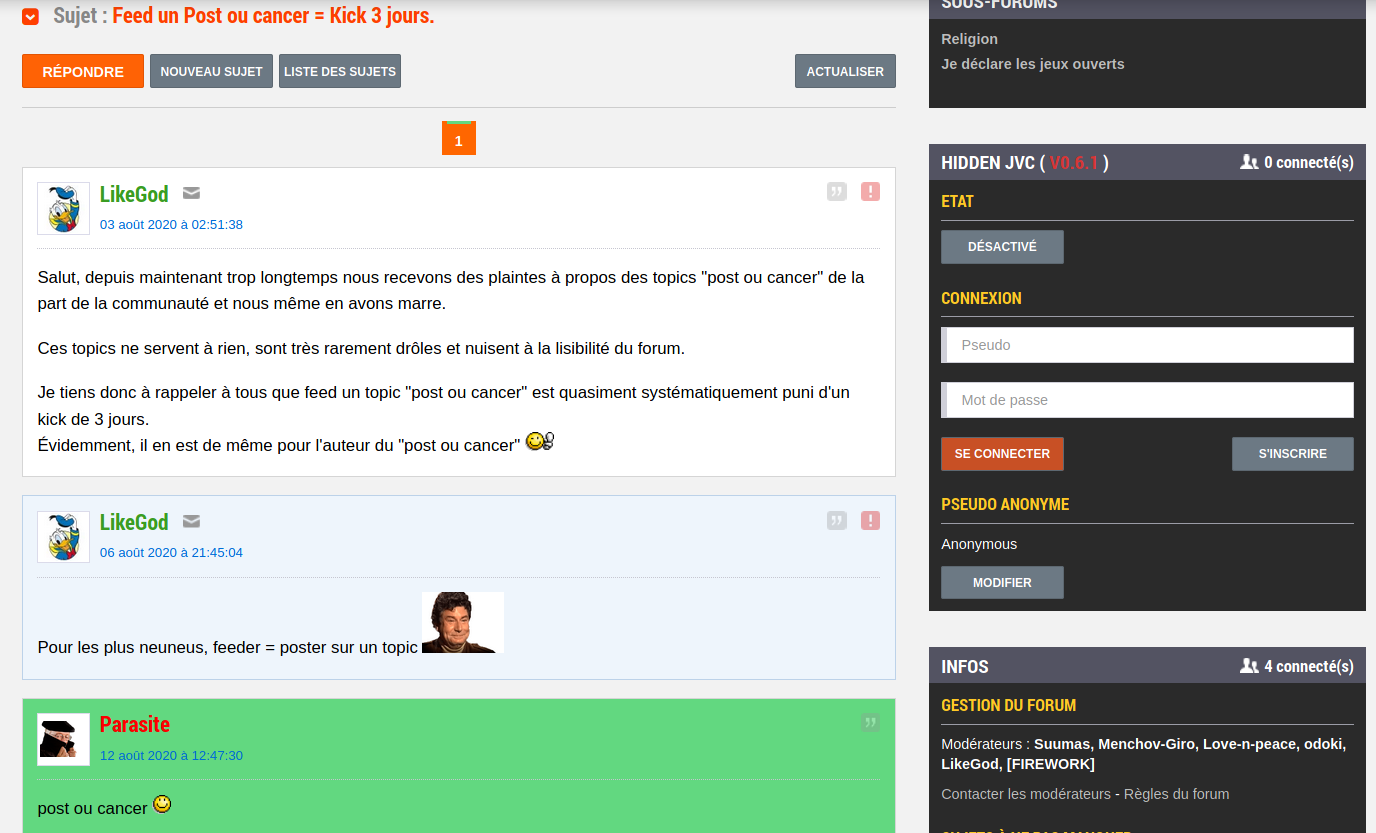 Sujet : Feed un Post ou cancer = Kick 3 jours.
RÉPONDRE
NOUVEAU SUJET
LISTE DES SUJETS
ACTUALISER
1
LikeGod
03 août 2020 à 02:51:38
Salut, depuis maintenant trop longtemps nous recevons des plaintes à propos des topics "post ou cancer" de la
part de la communauté et nous même en avons marre.
Ces topics ne servent à rien, sont très rarement drôles et nuisent à la lisibilité du forum.
Je tiens donc à rappeler à tous que feed un topic "post ou cancer" est quasiment systématiquement puni d'un
kick de 3 jours.
Évidemment, il en est de même pour l'auteur du "post ou cancer"
LikeGod
06 août 2020 à 21:45:04
Pour les plus neuneus, feeder = poster sur un topic
Parasite
12 août 2020 à 12:47:30
post ou cancer
SOUS-FORUMS
Religion
Je déclare les jeux ouverts
HIDDEN JVC ( V0.6.1 )
0 connecté(s)
ETAT
DÉSACTIVÉ
CONNEXION
Pseudo
Mot de passe
SE CONNECTER
S'INSCRIRE
PSEUDO ANONYME
Anonymous
MODIFIER
INFOS
4 connecté(s)
GESTION DU FORUM
Modérateurs : Suumas, Menchov-Giro, Love-n-peace, odoki,
LikeGod, [FIREWORK]
Contacter les modérateurs - Règles du forum
SUJETS À NE PAS MANQUER